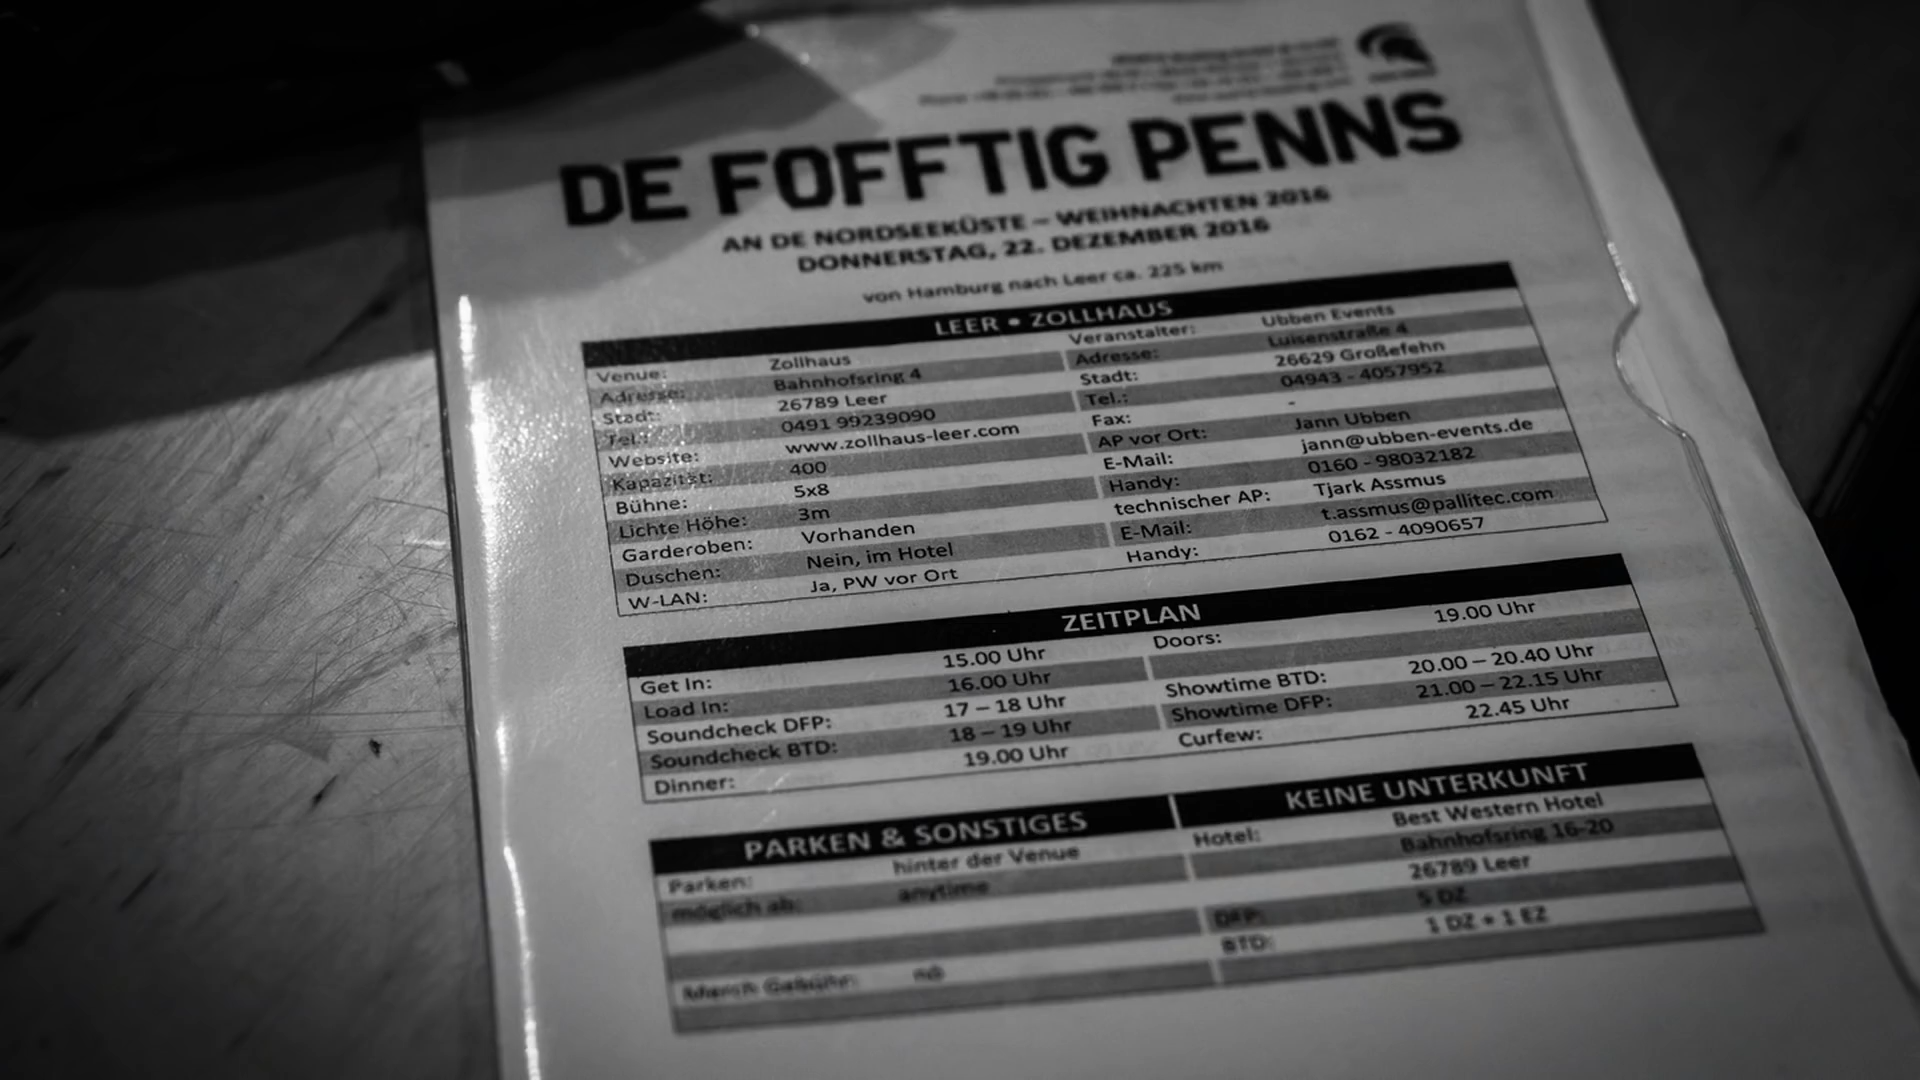 DE FOFFTIG PENNS
AN DE NORDSEEKÜSTE – WEIHNACHTEN 2016
DONNERSTAG, 22. DEZEMBER 2016
von Hamburg nach Leer ca. 225 km
LEER • ZOLLHAUS
Venue: Zollhaus Veranstalter: Ubben Events
Adresse: Bahnhofsring 4 Adresse: Luisenstraße 4
Stadt: 26789 Leer Stadt: 26629 Großefehn
Tel.: 0491 99239090 Tel.: 04943 - 4057952
Website: www.zollhaus-leer.com Fax: -
Kapazität: 400 AP vor Ort: Jann Ubben
Bühne: 5x8 E-Mail: jann@ubben-events.de
Lichte Höhe: 3m Handy: 0160 - 98032182
Garderoben: Vorhanden technischer AP: Tjark Assmus
Duschen: Nein, im Hotel E-Mail: t.assmus@pallitec.com
W-LAN: Ja, PW vor Ort Handy: 0162 - 4090657
ZEITPLAN
Get In: 15.00 Uhr Doors: 19.00 Uhr
Load In: 16.00 Uhr
Soundcheck DFP: 17 – 18 Uhr Showtime BTD: 20.00 – 20.40 Uhr
Soundcheck BTD: 18 – 19 Uhr Showtime DFP: 21.00 – 22.15 Uhr
Dinner: 19.00 Uhr Curfew: 22.45 Uhr
PARKEN & SONSTIGES KEINE UNTERKUNFT
Parken: hinter der Venue Hotel: Best Western Hotel
möglich ab: anytime Bahnhofsring 16-20
26789 Leer
DFP: 5 DZ
BTD: 1 DZ + 1 EZ
Merch Gebühr: nö